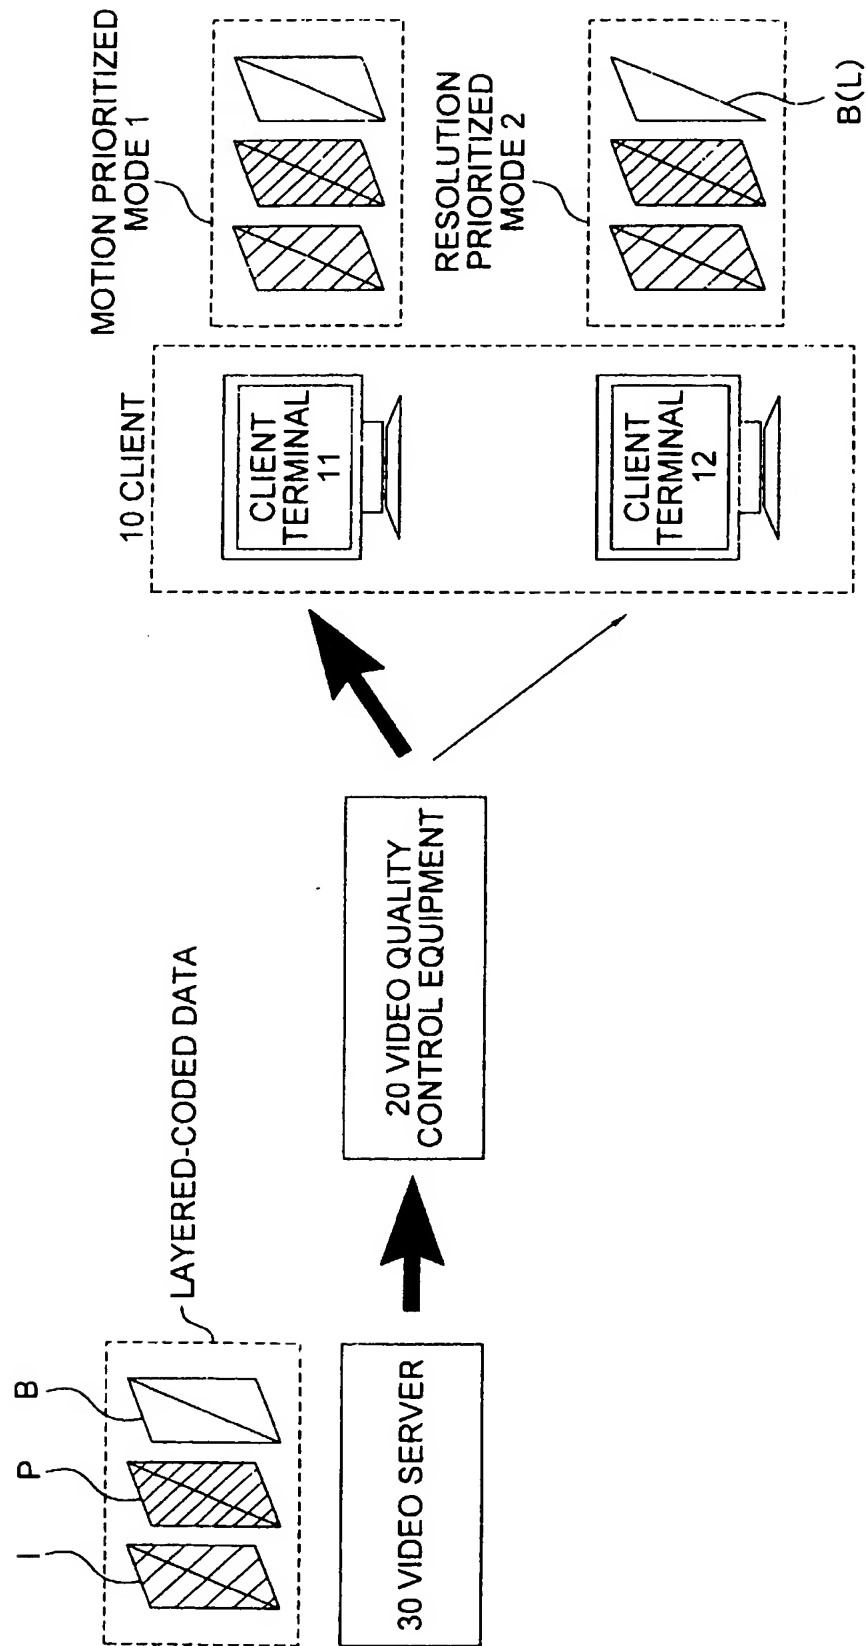 I
P
B
LAYERED-CODED DATA
30 VIDEO SERVER
20 VIDEO QUALITY
CONTROL EQUIPMENT
10 CLIENT
CLIENT
TERMINAL
11
CLIENT
TERMINAL
12
MOTION PRIORITIZED
MODE 1
RESOLUTION
PRIORITIZED
MODE 2
B(L)